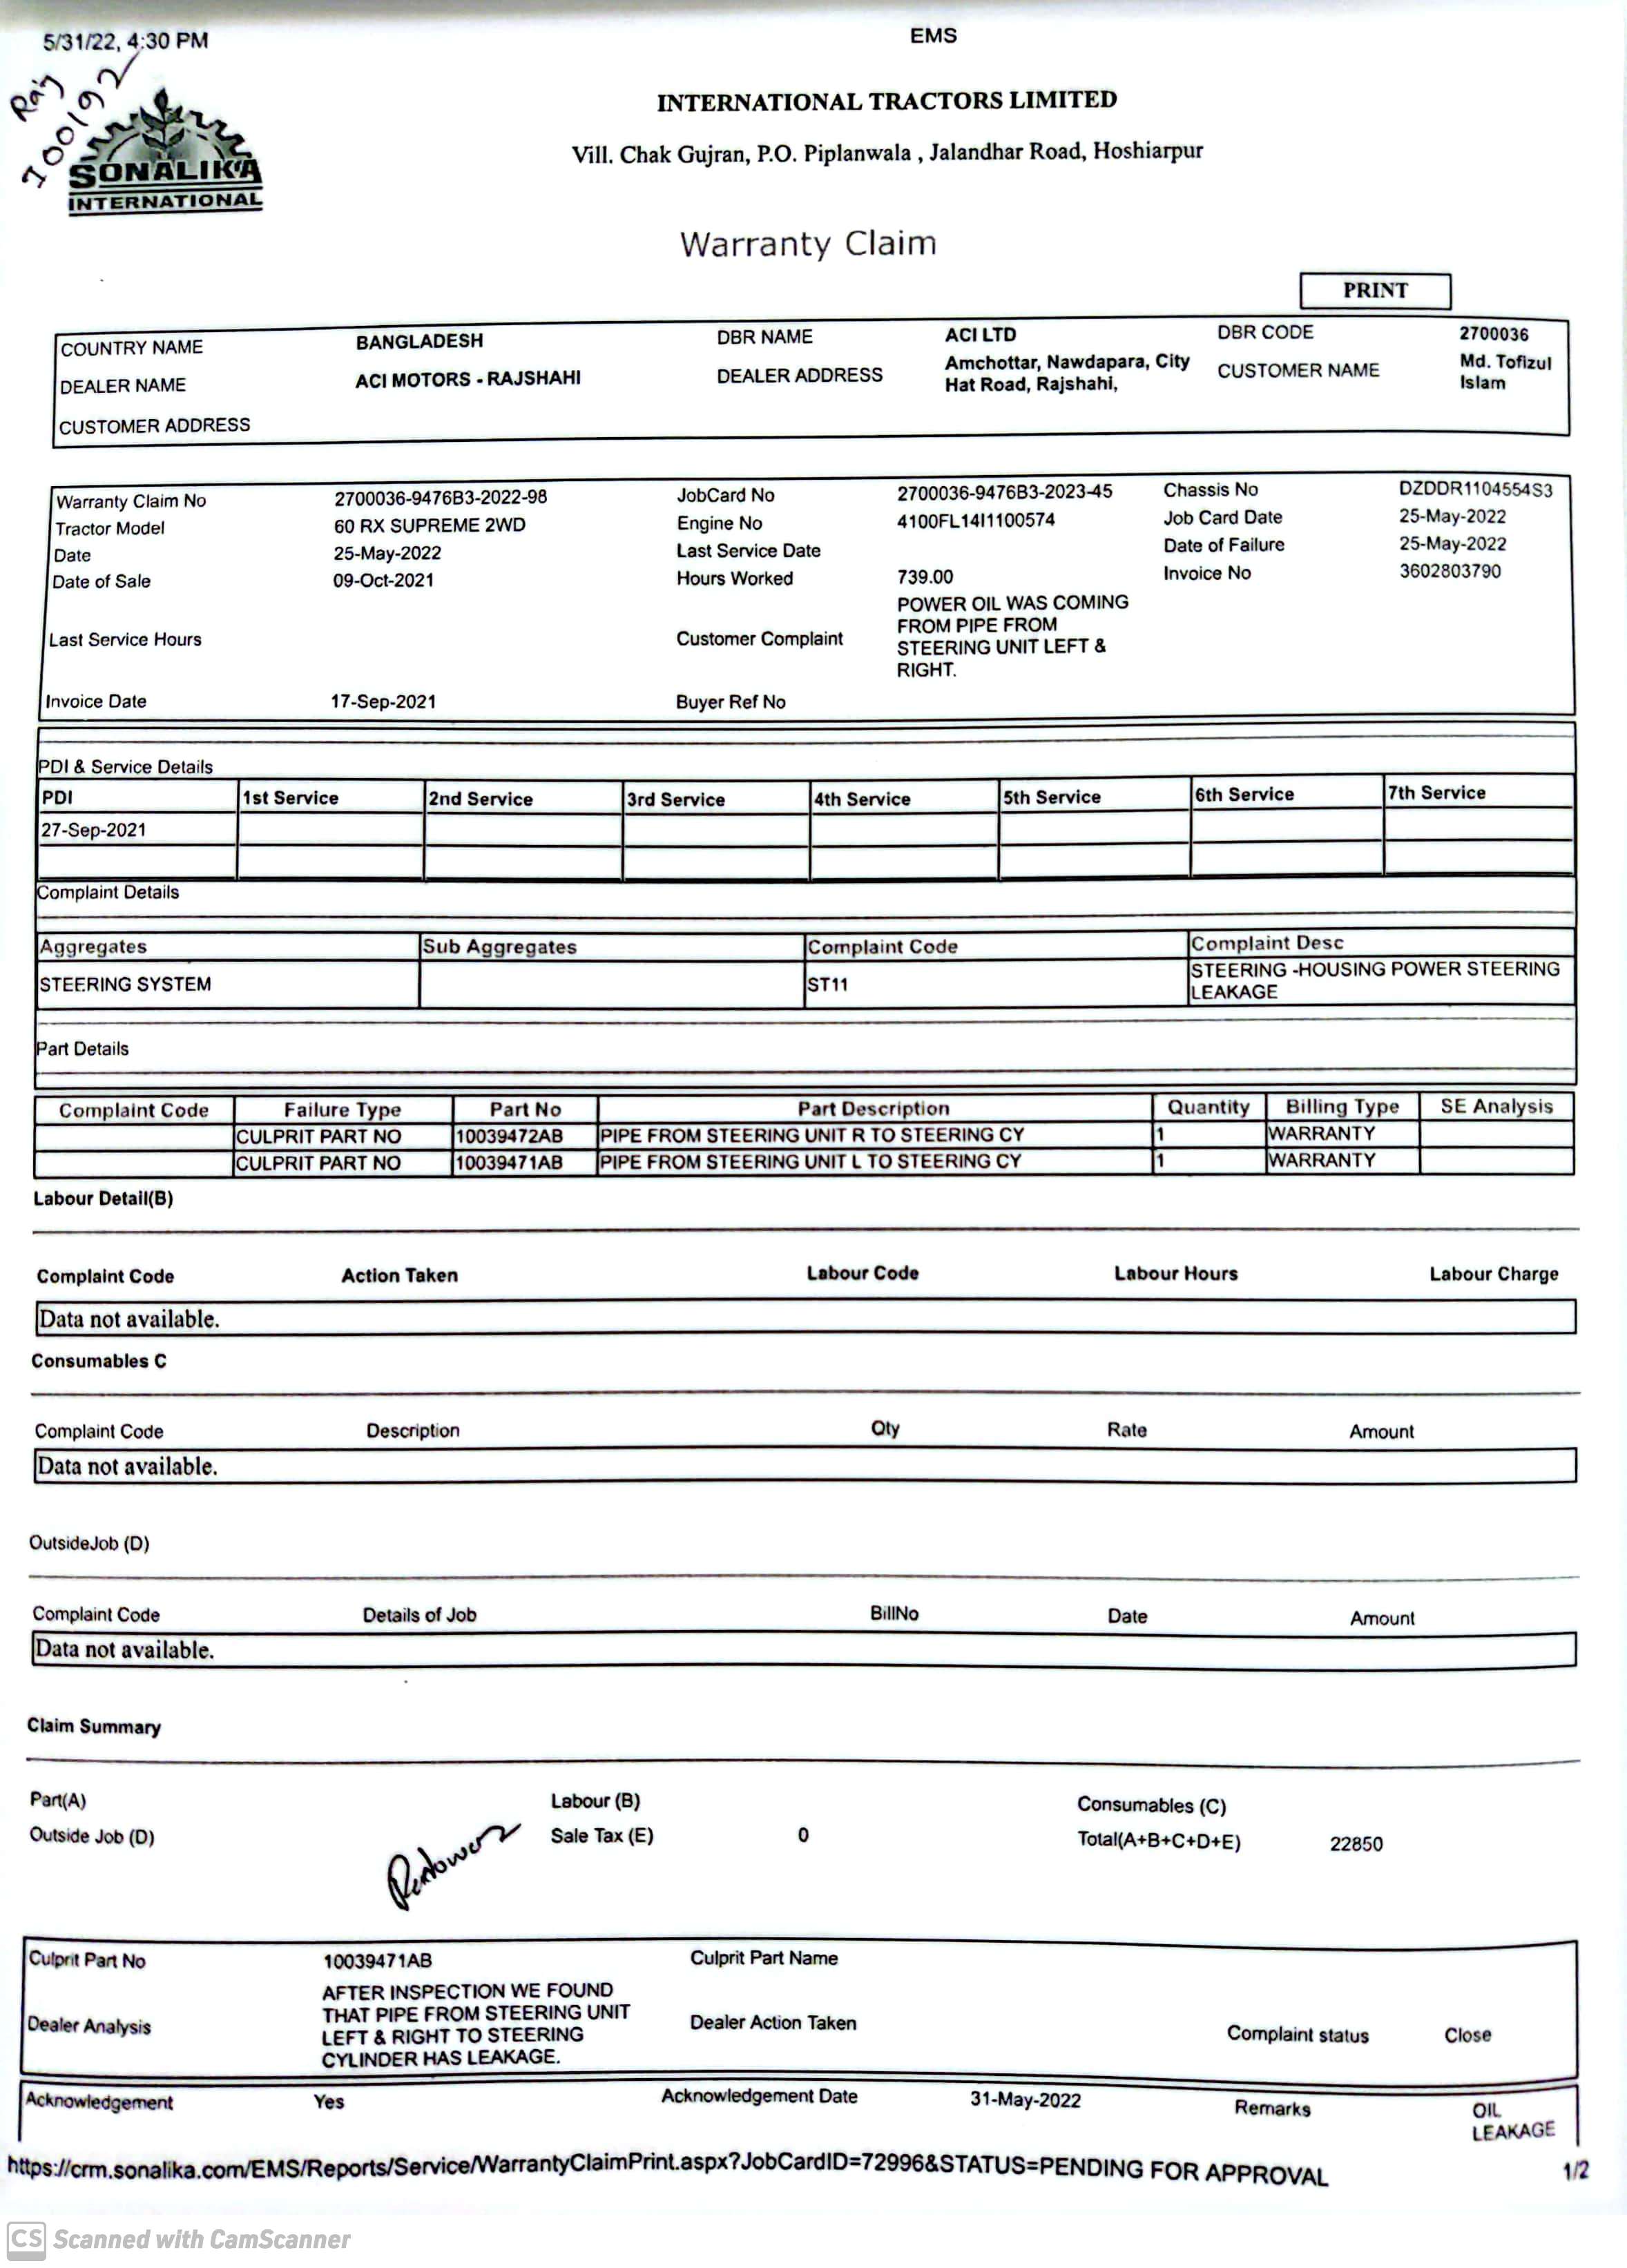 5/31/22, 4:30 PM
EMS
Raj
I00192
SONALIKA
INTERNATIONAL
INTERNATIONAL TRACTORS LIMITED
Vill. Chak Gujran, P.O. Piplanwala , Jalandhar Road, Hoshiarpur
Warranty Claim
PRINT
COUNTRY NAME BANGLADESH DBR NAME ACI LTD DBR CODE 2700036
DEALER NAME ACI MOTORS - RAJSHAHI DEALER ADDRESS Amchottar, Nawdapara, City Hat Road, Rajshahi, CUSTOMER NAME Md. Tofizul Islam
CUSTOMER ADDRESS
Warranty Claim No 2700036-9476B3-2022-98 JobCard No 2700036-9476B3-2023-45 Chassis No DZDDR1104554S3
Tractor Model 60 RX SUPREME 2WD Engine No 4100FL14I1100574 Job Card Date 25-May-2022
Date 25-May-2022 Last Service Date Date of Failure 25-May-2022
Date of Sale 09-Oct-2021 Hours Worked 739.00 Invoice No 3602803790
Last Service Hours Customer Complaint POWER OIL WAS COMING FROM PIPE FROM STEERING UNIT LEFT & RIGHT.
Invoice Date 17-Sep-2021 Buyer Ref No
PDI & Service Details
PDI 1st Service 2nd Service 3rd Service 4th Service 5th Service 6th Service 7th Service
27-Sep-2021
Complaint Details
Aggregates Sub Aggregates Complaint Code Complaint Desc
STEERING SYSTEM ST11 STEERING -HOUSING POWER STEERING LEAKAGE
Part Details
Complaint Code Failure Type Part No Part Description Quantity Billing Type SE Analysis
CULPRIT PART NO 10039472AB PIPE FROM STEERING UNIT R TO STEERING CY 1 WARRANTY
CULPRIT PART NO 10039471AB PIPE FROM STEERING UNIT L TO STEERING CY 1 WARRANTY
Labour Detail(B)
Complaint Code Action Taken Labour Code Labour Hours Labour Charge
Data not available.
Consumables C
Complaint Code Description Qty Rate Amount
Data not available.
OutsideJob (D)
Complaint Code Details of Job BillNo Date Amount
Data not available.
Claim Summary
Part(A) Labour (B) Consumables (C)
Outside Job (D) Sale Tax (E) 0 Total(A+B+C+D+E) 22850
Culprit Part No 10039471AB Culprit Part Name
Dealer Analysis AFTER INSPECTION WE FOUND THAT PIPE FROM STEERING UNIT LEFT & RIGHT TO STEERING CYLINDER HAS LEAKAGE. Dealer Action Taken Complaint status Close
Acknowledgement Yes Acknowledgement Date 31-May-2022 Remarks OIL LEAKAGE
https://crm.sonalika.com/EMS/Reports/Service/WarrantyClaimPrint.aspx?JobCardID=72996&STATUS=PENDING FOR APPROVAL 1/2
CS Scanned with CamScanner